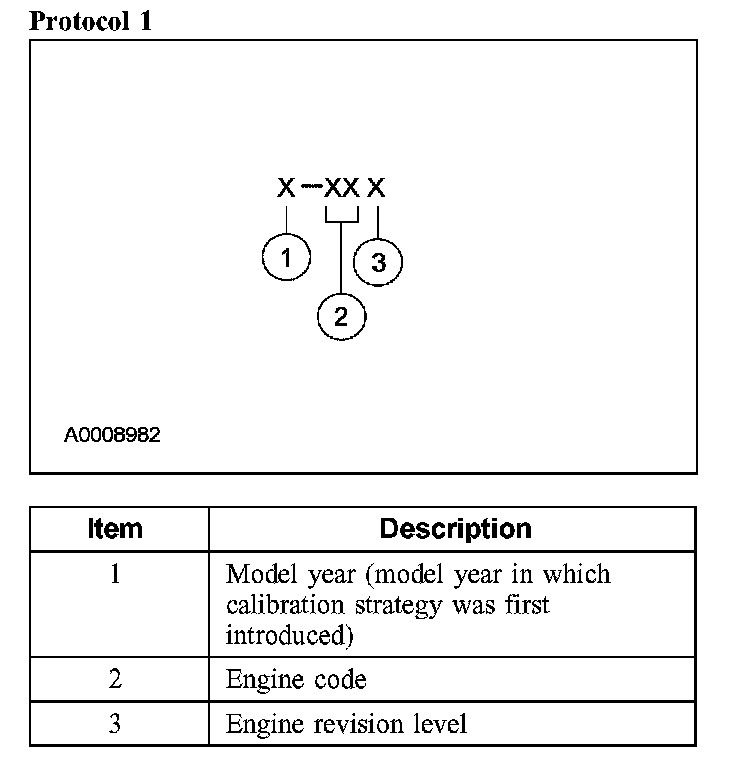 Protocol 1
X–XX X
1
3
2
A0008982
Item Description
1 Model year (model year in which
calibration strategy was first
introduced)
2 Engine code
3 Engine revision level